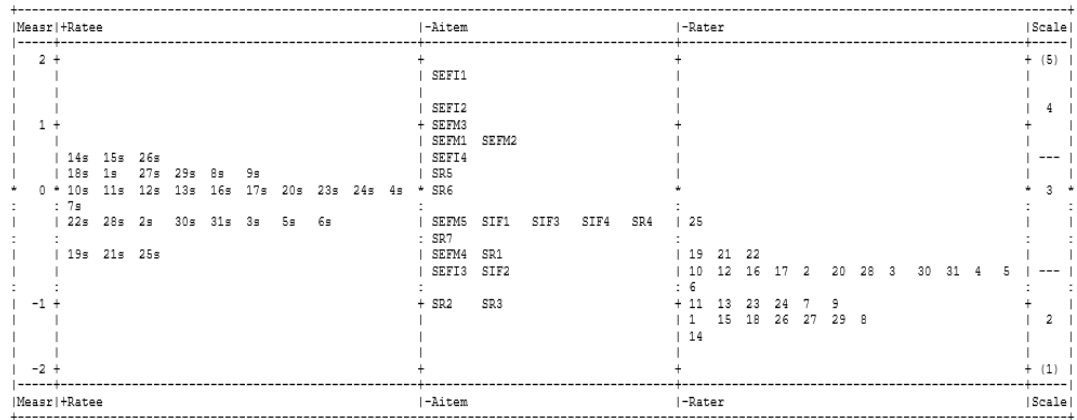 +-----------------------------------------------------------------------------------------------------------------+
|Measr|+Ratee |-Aitem |-Rater |Scale|
|-----+---------------------------------------+----------------------------+--------------------------------------+-----|
| 2 + + + + (5) |
| | | SEFI1 | | |
| | | | | |
| | | SEFI2 | | 4 |
| 1 + + SEFM3 + + |
| | | SEFM1 SEFM2 | | |
| | 14s 15s 26s | SEFI4 | | --- |
| | 18s 1s 27s 29s 8s 9s | SR5 | | |
* 0 * 10s 11s 12s 13s 16s 17s 20s 23s 24s 4s * SR6 * * 3 *
: : 7s : : : :
| | 22s 28s 2s 30s 31s 3s 5s 6s | SEFM5 SIF1 SIF3 SIF4 SR4 | 25 | |
: : : SR7 : : :
| | 19s 21s 25s | SEFM4 SR1 | 19 21 22 | |
| | | SEFI3 SIF2 | 10 12 16 17 2 20 28 3 30 31 4 5 | --- |
: : : : 6 : :
| -1 + + SR2 SR3 + 11 13 23 24 7 9 + |
| | | | 1 15 18 26 27 29 8 | 2 |
| | | | 14 | |
| | | | | |
| -2 + + + + (1) |
|-----+---------------------------------------+----------------------------+--------------------------------------+-----|
|Measr|+Ratee |-Aitem |-Rater |Scale|
+-----------------------------------------------------------------------------------------------------------------+